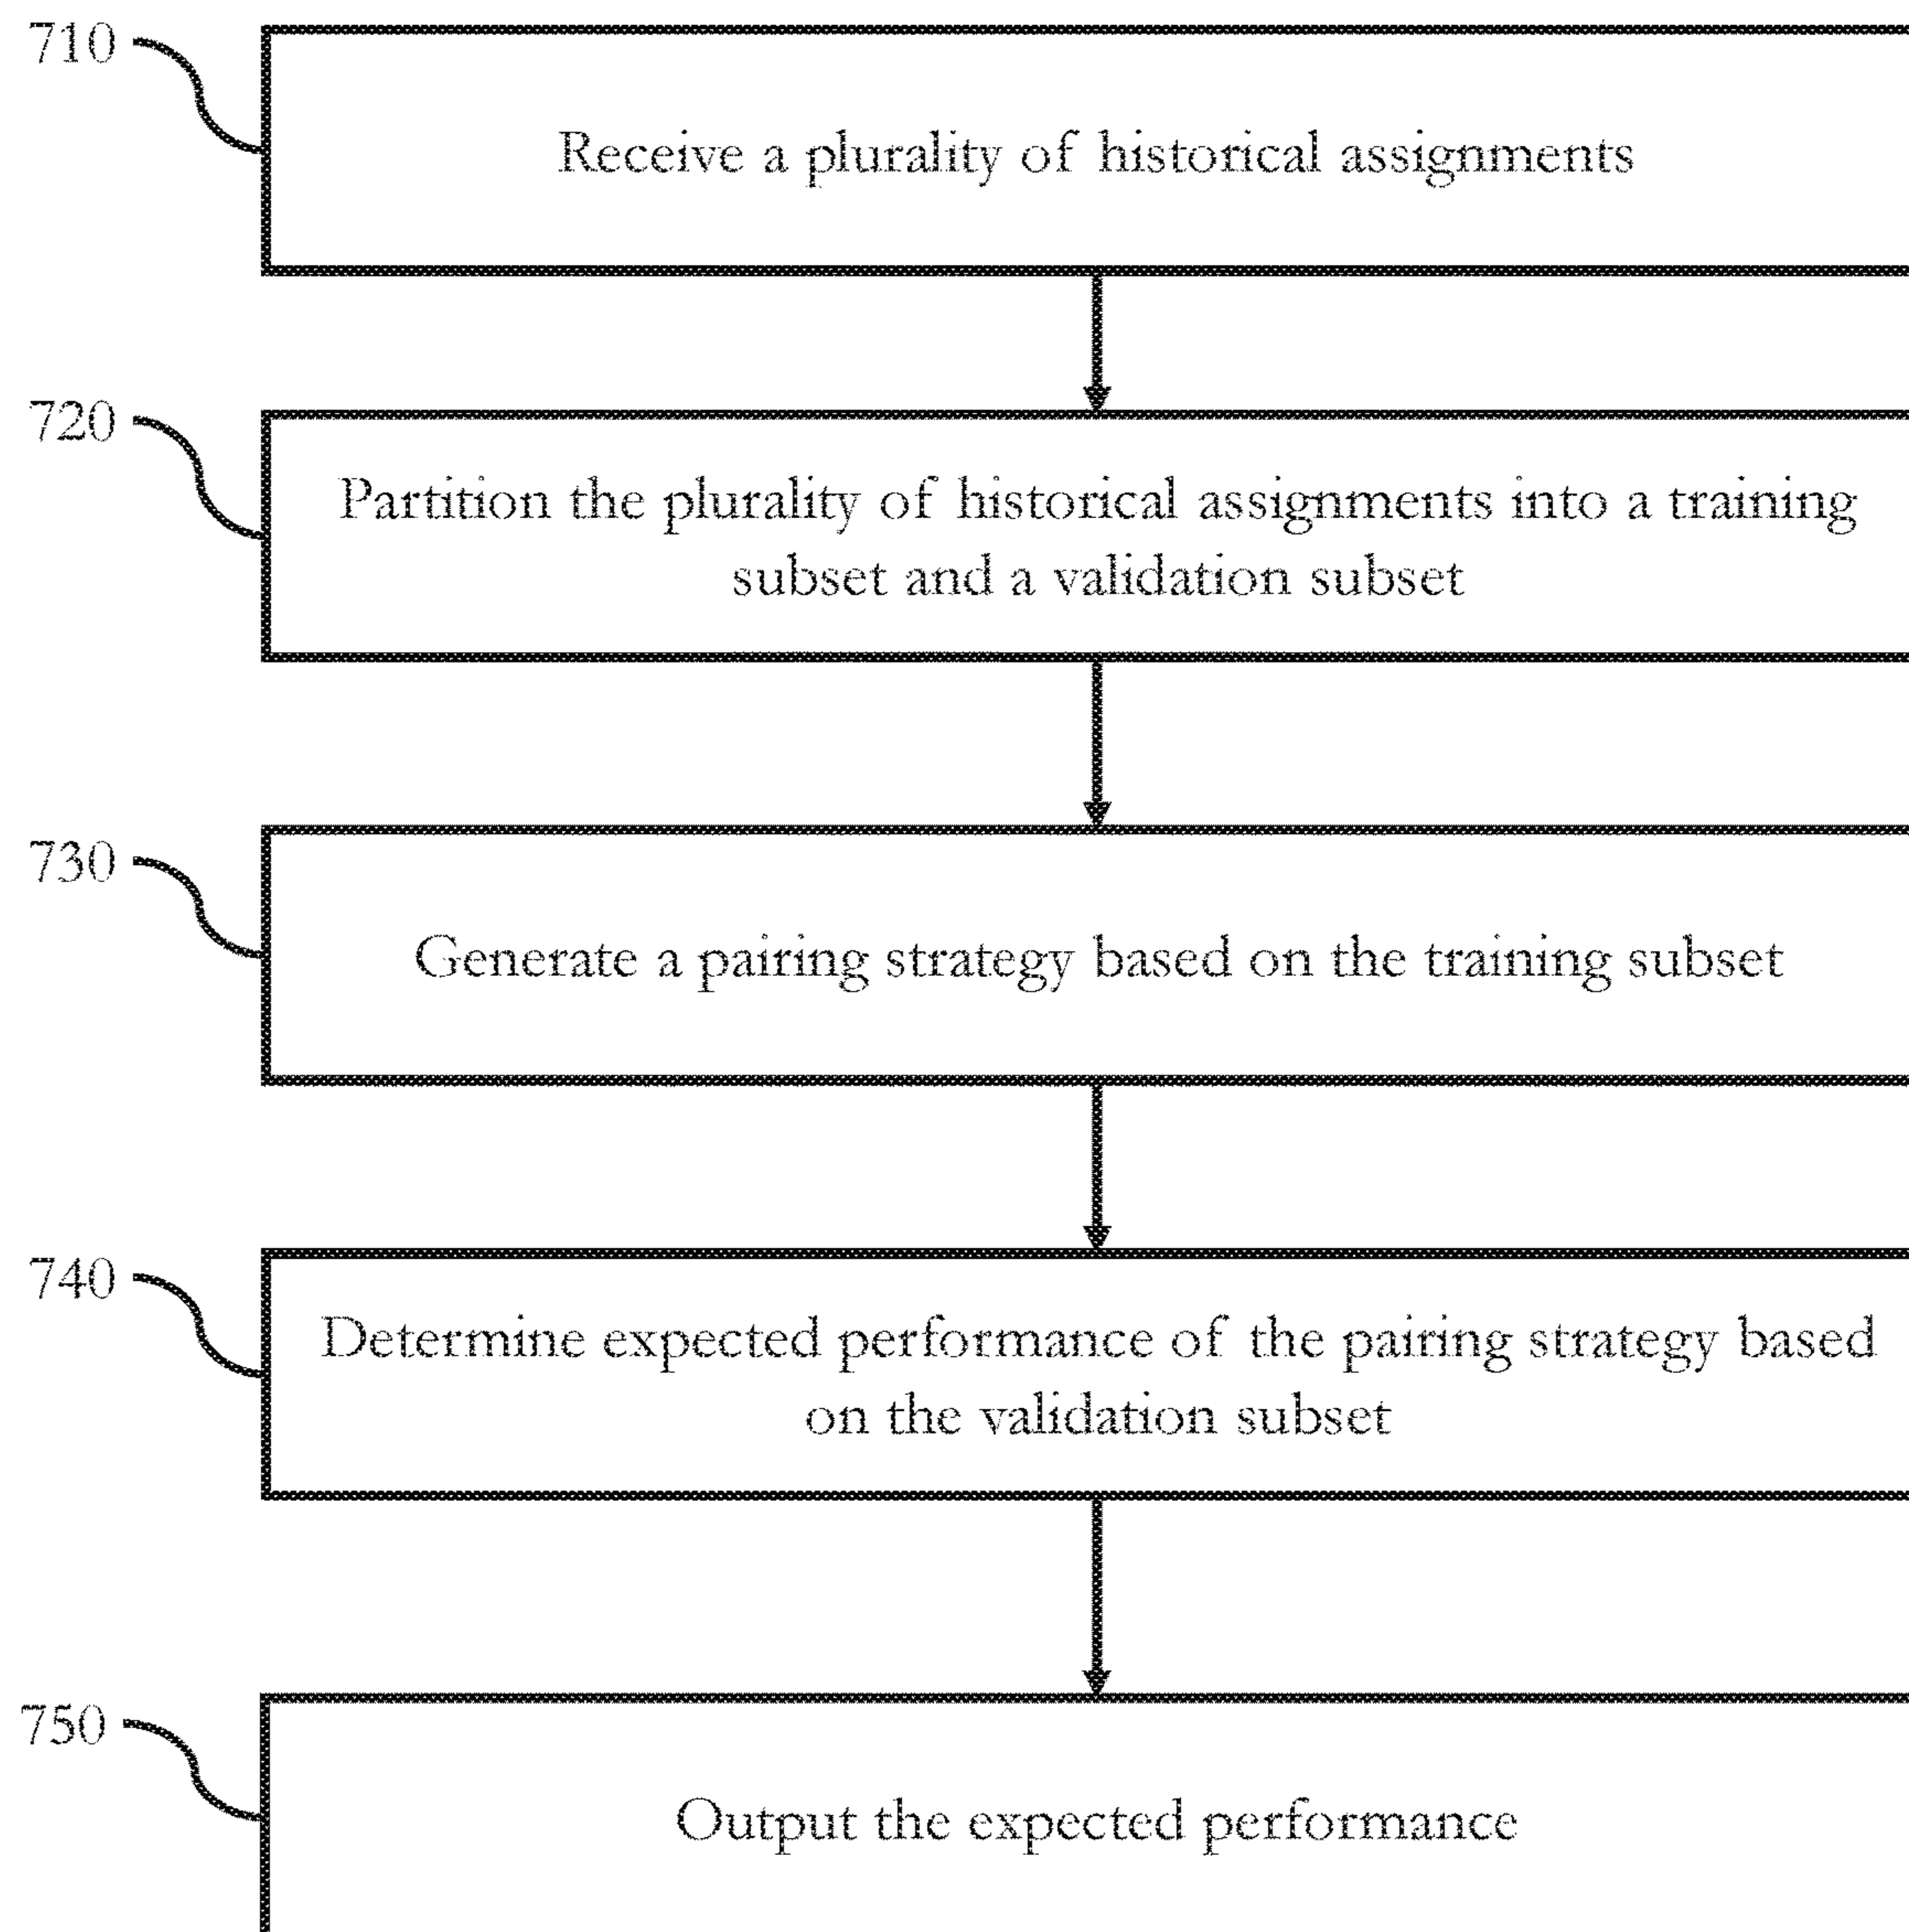 710
Receive a plurality of historical assignments
720
Partition the plurality of historical assignments into a training
subset and a validation subset
730
Generate a pairing strategy based on the training subset
740
Determine expected performance of the pairing strategy based
on the validation subset
750
Output the expected performance